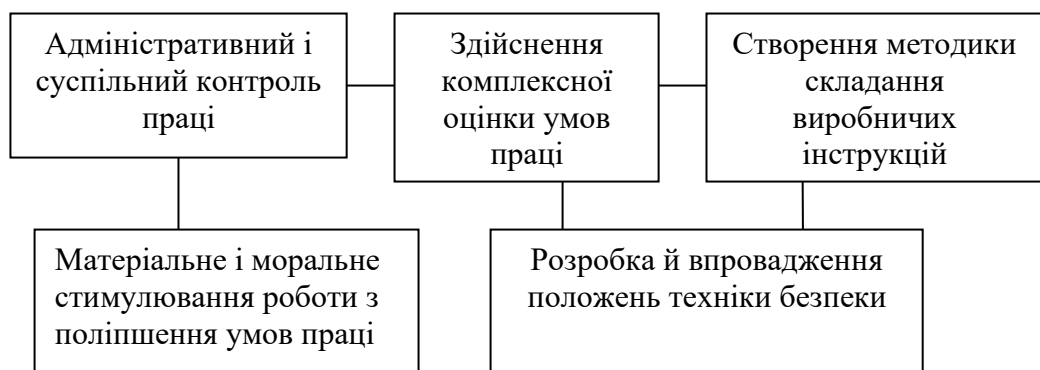 Адміністративний і
суспільний контроль
праці
Здійснення
комплексної
оцінки умов
праці
Створення методики
складання
виробничих
інструкцій
Матеріальне і моральне
стимулювання роботи з
поліпшення умов праці
Розробка й впровадження
положень техніки безпеки